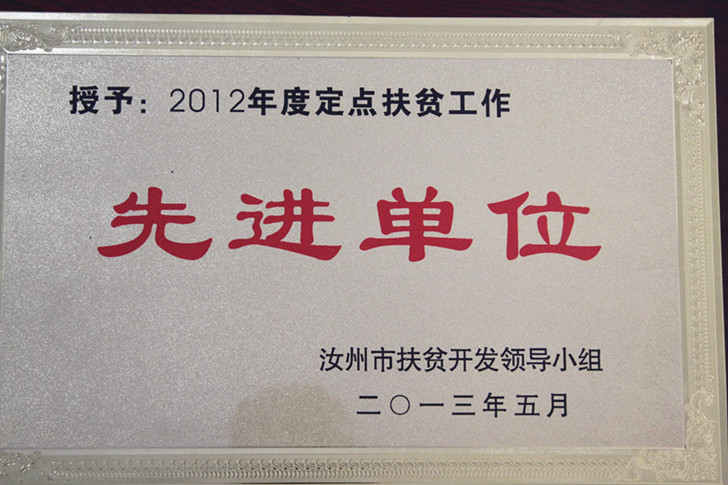 授予：2012年度定点扶贫工作
先进单位
汝州市扶贫开发领导小组
二〇一三年五月